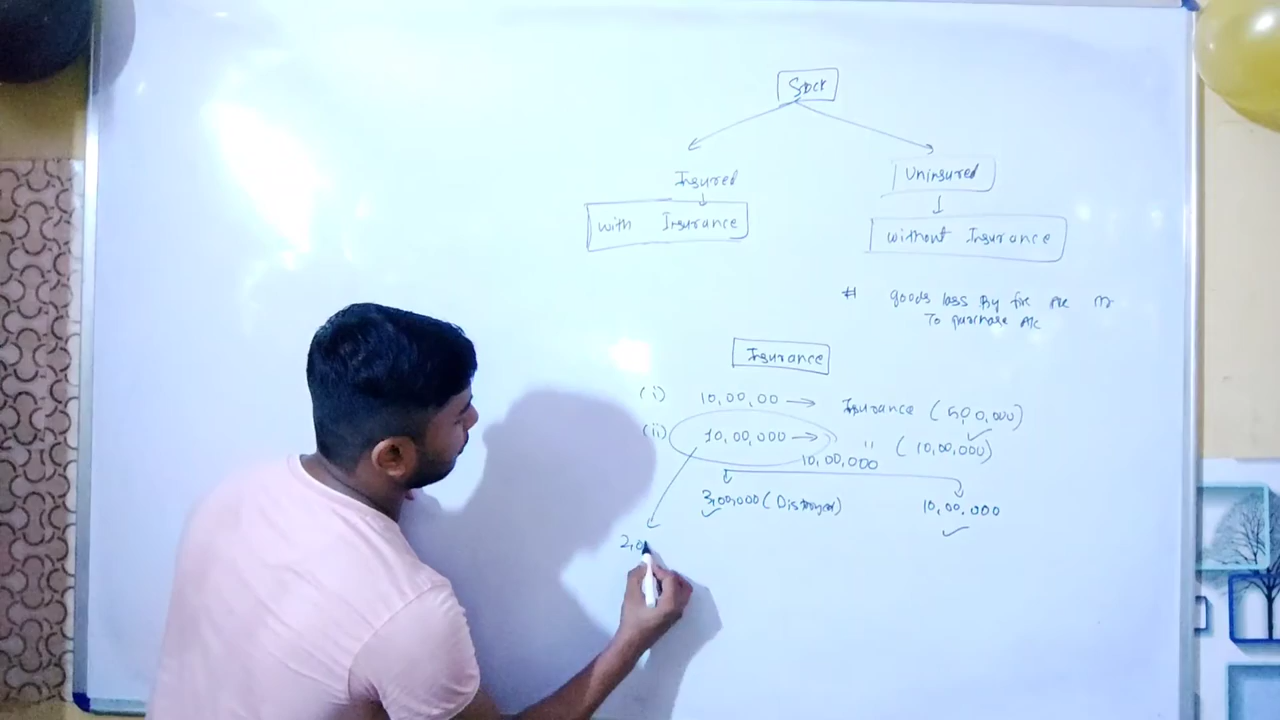 Stock
Insured
Uninsured
with Insurance
without Insurance
# goods loss By fire A/c Dr
To purchase A/c
Insurance
(i) 10,00,00 → Insurance (5,00,000)
(ii) 10,00,000 → " (10,00,000)
10,00,000
3,00,000 (Distroyed)
10,00,000
2,0